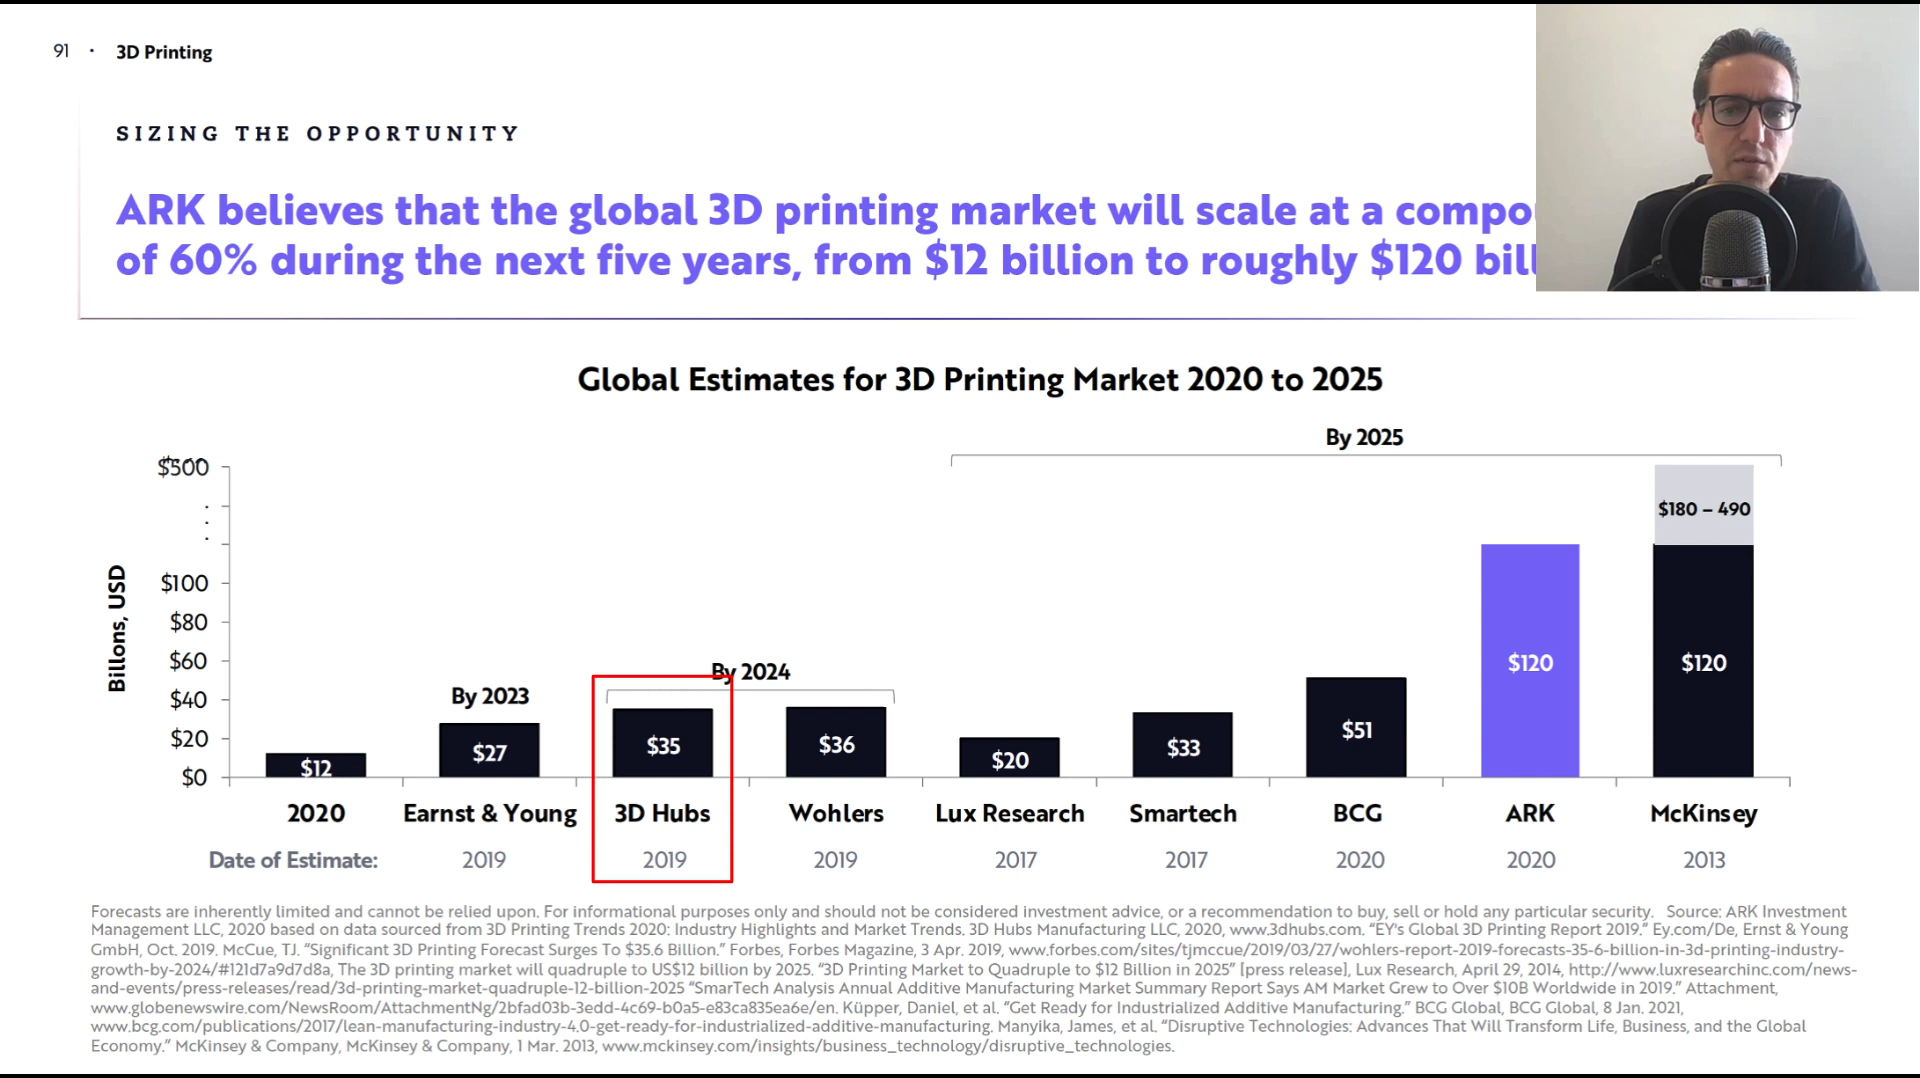 91 · 3D Printing
SIZING THE OPPORTUNITY
ARK believes that the global 3D printing market will scale at a
of 60% during the next five years, from $12 billion to roughly $120
Global Estimates for 3D Printing Market 2020 to 2025
By 2025
$500
$180 – 490
Billons, USD
$100
$80
$60
$40
$20
$0
By 2023
By 2024
$12
$27
$35
$36
$20
$33
$51
$120
$120
2020 Earnst & Young 3D Hubs Wohlers Lux Research Smartech BCG ARK McKinsey
Date of Estimate: 2019 2019 2019 2017 2017 2020 2020 2013
Forecasts are inherently limited and cannot be relied upon. For informational purposes only and should not be considered investment advice, or a recommendation to buy, sell or hold any particular security. Source: ARK Investment
Management LLC, 2020 based on data sourced from 3D Printing Trends 2020: Industry Highlights and Market Trends. 3D Hubs Manufacturing LLC, 2020, www.3dhubs.com. “EY's Global 3D Printing Report 2019.” Ey.com/De, Ernst & Young
GmbH, Oct. 2019. McCue, TJ. “Significant 3D Printing Forecast Surges To $35.6 Billion.” Forbes, Forbes Magazine, 3 Apr. 2019, www.forbes.com/sites/tjmccue/2019/03/27/wohlers-report-2019-forecasts-35-6-billion-in-3d-printing-industry-
growth-by-2024/#121d7a9d7d8a, The 3D printing market will quadruple to US$12 billion by 2025. “3D Printing Market to Quadruple to $12 Billion in 2025” [press release], Lux Research, April 29, 2014, http://www.luxresearchinc.com/news-
and-events/press-releases/read/3d-printing-market-quadruple-12-billion-2025 “SmarTech Analysis Annual Additive Manufacturing Market Summary Report Says AM Market Grew to Over $10B Worldwide in 2019.” Attachment,
www.globenewswire.com/NewsRoom/AttachmentNg/2bfad03b-3edd-4c69-b0a5-e83ca835ea6e/en. Küpper, Daniel, et al. “Get Ready for Industrialized Additive Manufacturing.” BCG Global, BCG Global, 8 Jan. 2021,
www.bcg.com/publications/2017/lean-manufacturing-industry-4.0-get-ready-for-industrialized-additive-manufacturing. Manyika, James, et al. “Disruptive Technologies: Advances That Will Transform Life, Business, and the Global
Economy.” McKinsey & Company, McKinsey & Company, 1 Mar. 2013, www.mckinsey.com/insights/business_technology/disruptive_technologies.